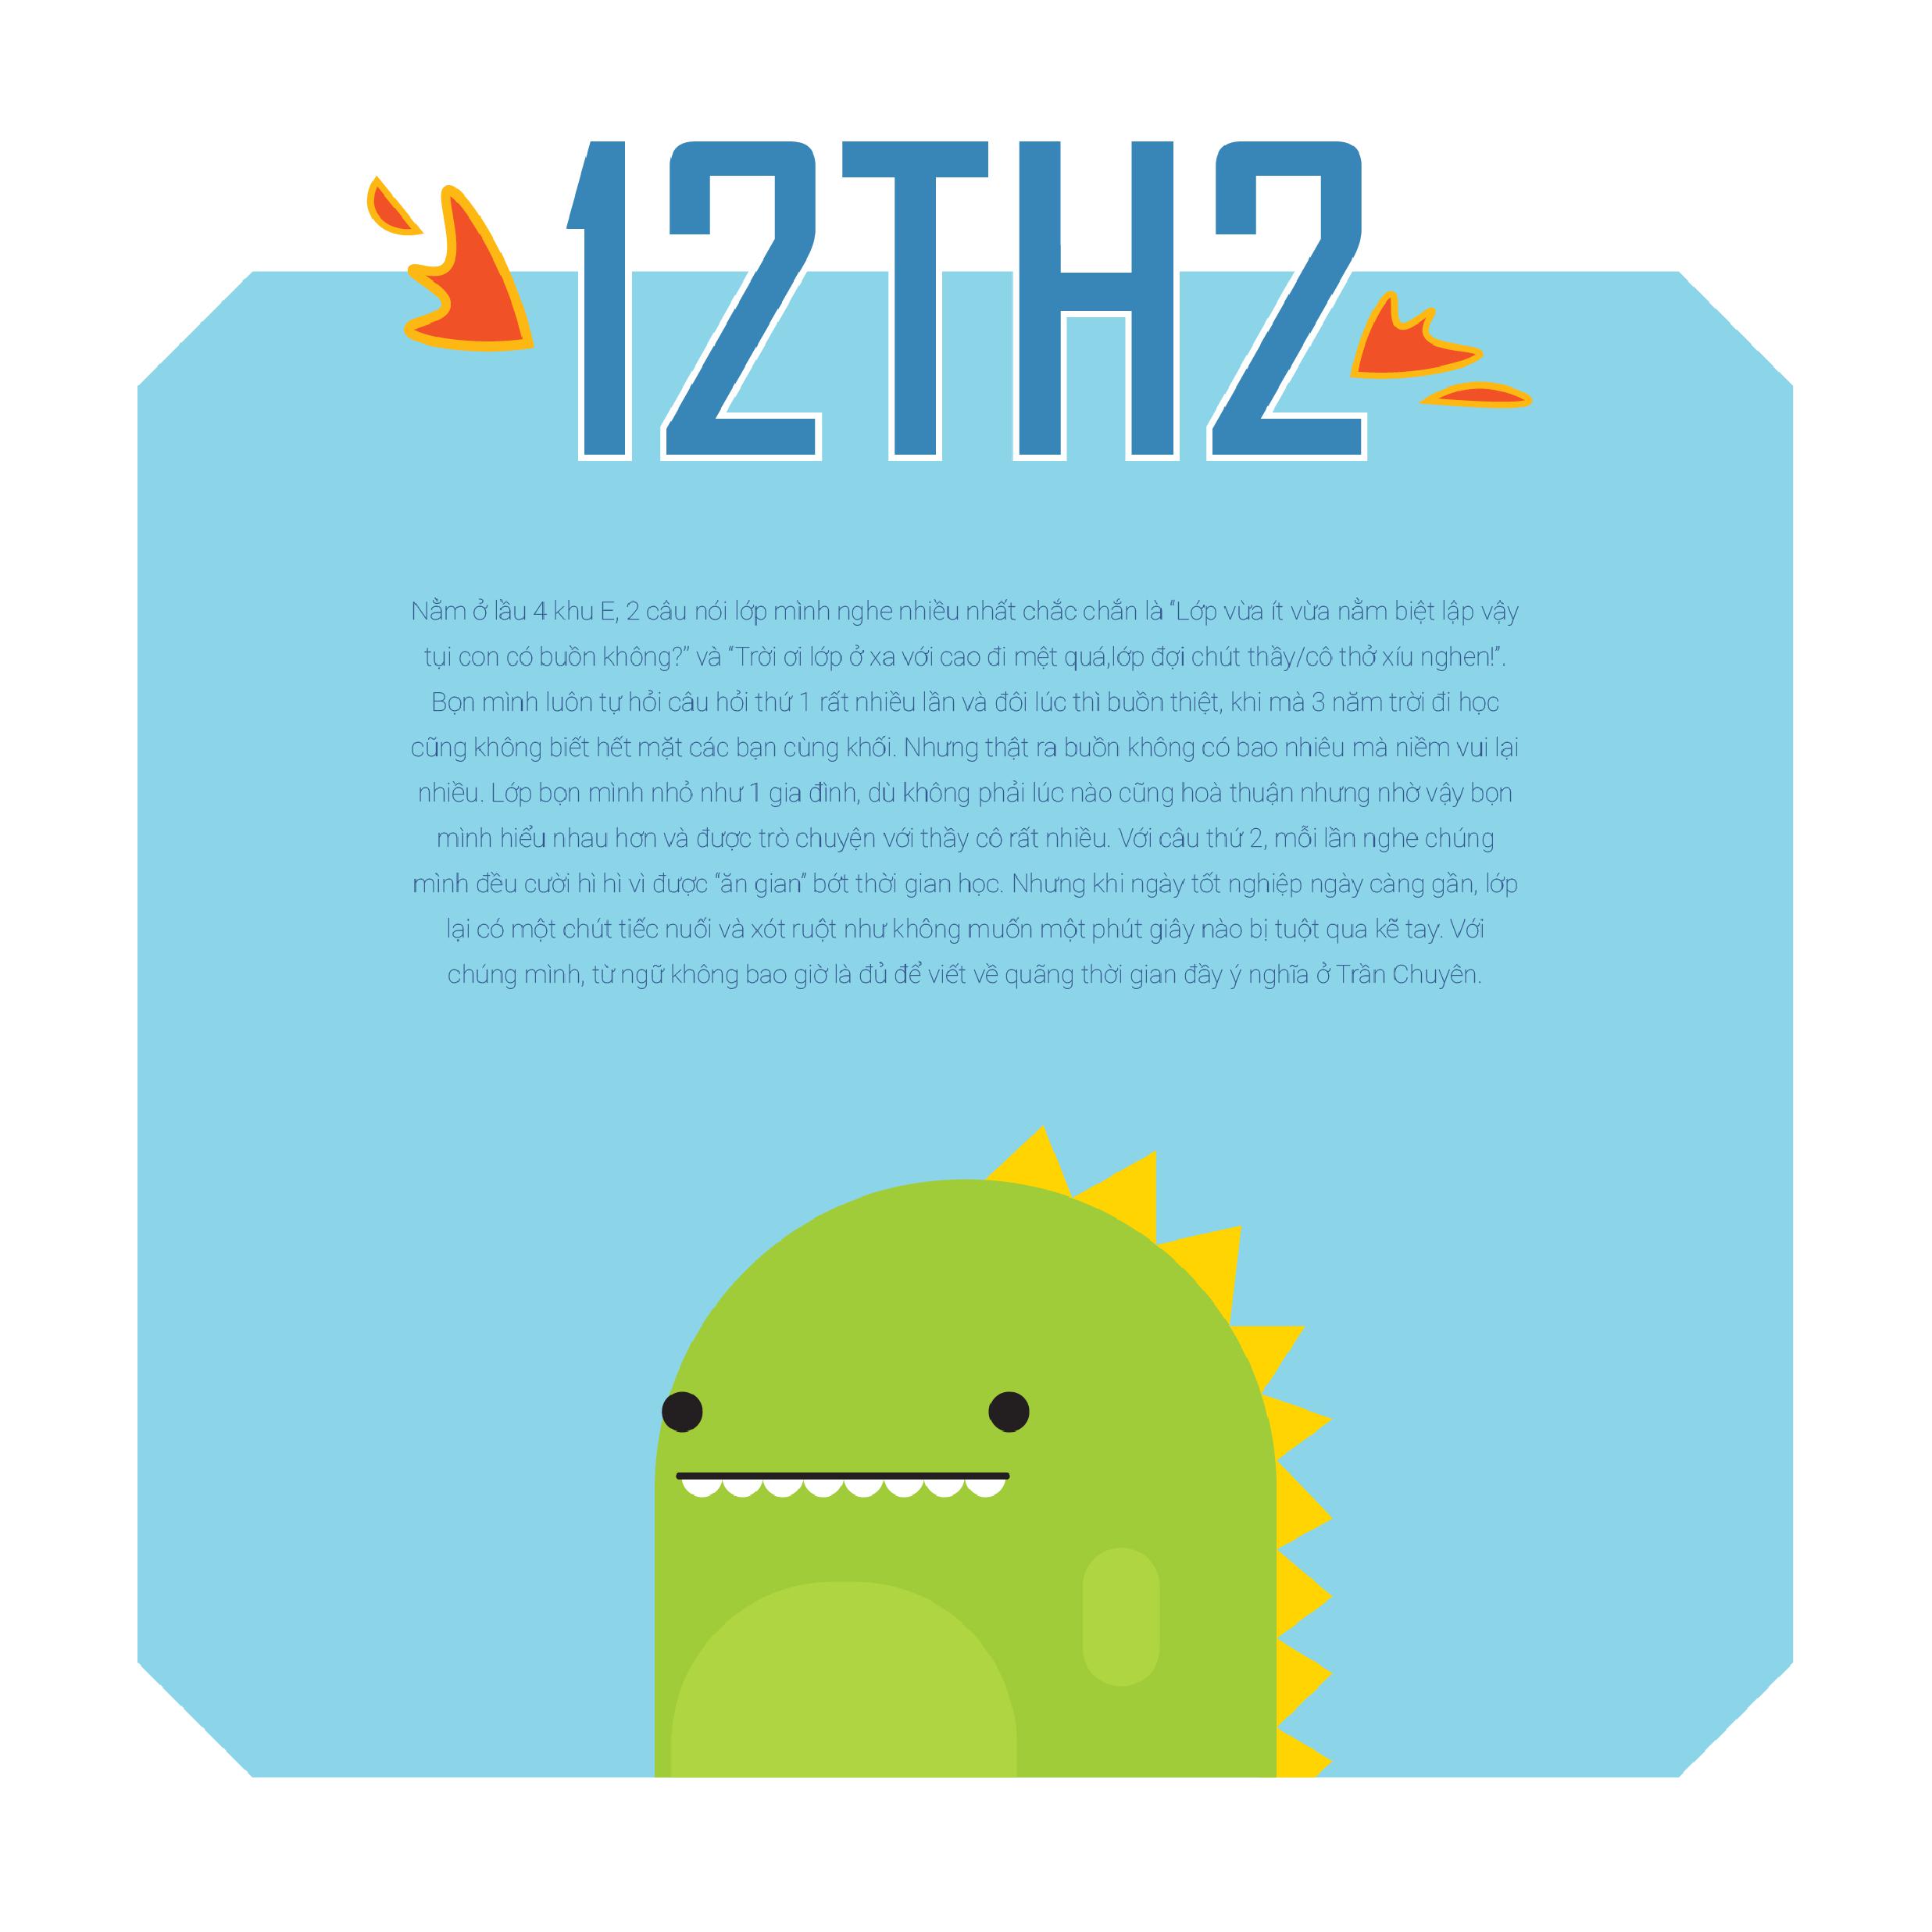 12TH2
Nằm ở lầu 4 khu E, 2 câu nói lớp mình nghe nhiều nhất chắc chắn là “Lớp vừa ít vừa nằm biệt lập vậy
tụi con có buồn không?” và “Trời ơi lớp ở xa với cao đi mệt quá,lớp đợi chút thầy/cô thở xíu nghen!”.
Bọn mình luôn tự hỏi câu hỏi thứ 1 rất nhiều lần và đôi lúc thì buồn thiệt, khi mà 3 năm trời đi học
cũng không biết hết mặt các bạn cùng khối. Nhưng thật ra buồn không có bao nhiêu mà niềm vui lại
nhiều. Lớp bọn mình nhỏ như 1 gia đình, dù không phải lúc nào cũng hoà thuận nhưng nhờ vậy bọn
mình hiểu nhau hơn và được trò chuyện với thầy cô rất nhiều. Với câu thứ 2, mỗi lần nghe chúng
mình đều cười hì hì vì được “ăn gian” bớt thời gian học. Nhưng khi ngày tốt nghiệp ngày càng gần, lớp
lại có một chút tiếc nuối và xót ruột như không muốn một phút giây nào bị tuột qua kẽ tay. Với
chúng mình, từ ngữ không bao giờ là đủ để viết về quãng thời gian đầy ý nghĩa ở Trần Chuyên.